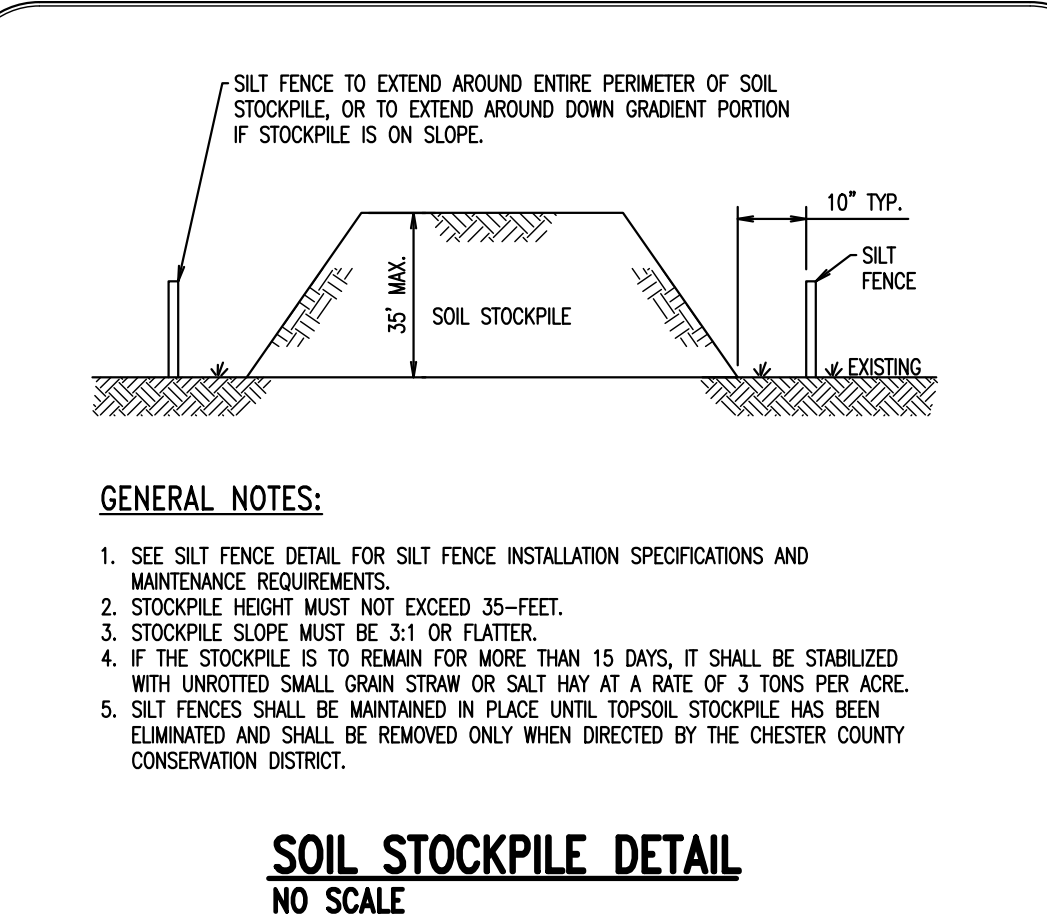 SILT FENCE TO EXTEND AROUND ENTIRE PERIMETER OF SOIL
STOCKPILE, OR TO EXTEND AROUND DOWN GRADIENT PORTION
IF STOCKPILE IS ON SLOPE.
10" TYP.
SILT
FENCE
35' MAX.
SOIL STOCKPILE
EXISTING
GENERAL NOTES:
1. SEE SILT FENCE DETAIL FOR SILT FENCE INSTALLATION SPECIFICATIONS AND
MAINTENANCE REQUIREMENTS.
2. STOCKPILE HEIGHT MUST NOT EXCEED 35-FEET.
3. STOCKPILE SLOPE MUST BE 3:1 OR FLATTER.
4. IF THE STOCKPILE IS TO REMAIN FOR MORE THAN 15 DAYS, IT SHALL BE STABILIZED
WITH UNROTTED SMALL GRAIN STRAW OR SALT HAY AT A RATE OF 3 TONS PER ACRE.
5. SILT FENCES SHALL BE MAINTAINED IN PLACE UNTIL TOPSOIL STOCKPILE HAS BEEN
ELIMINATED AND SHALL BE REMOVED ONLY WHEN DIRECTED BY THE CHESTER COUNTY
CONSERVATION DISTRICT.
SOIL STOCKPILE DETAIL
NO SCALE